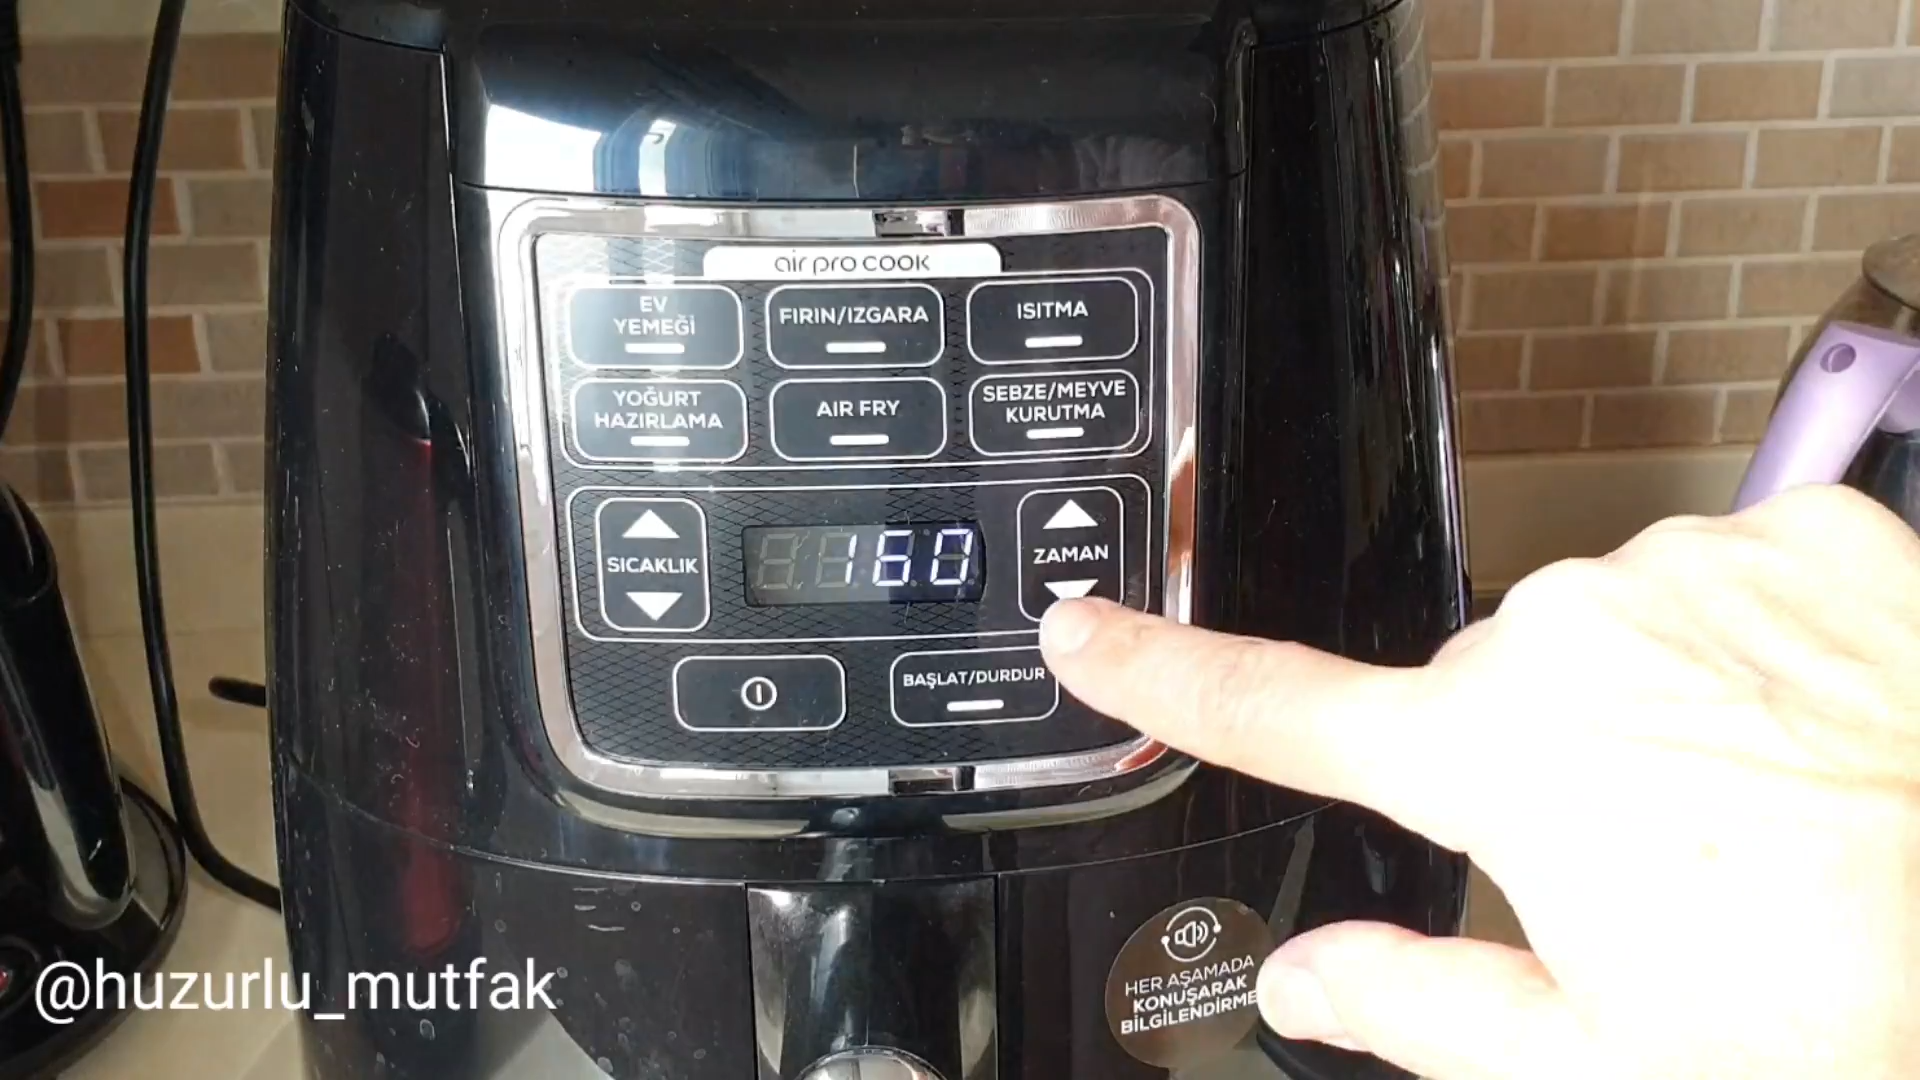 air pro cook
EV
YEMEĞİ
FIRIN/IZGARA
ISITMA
YOĞURT
HAZIRLAMA
AIR FRY
SEBZE/MEYVE
KURUTMA
SICAKLIK
160
ZAMAN
BAŞLAT/DURDUR
HER AŞAMADA
KONUŞARAK
BİLGİLENDİRME
@huzurlu_mutfak